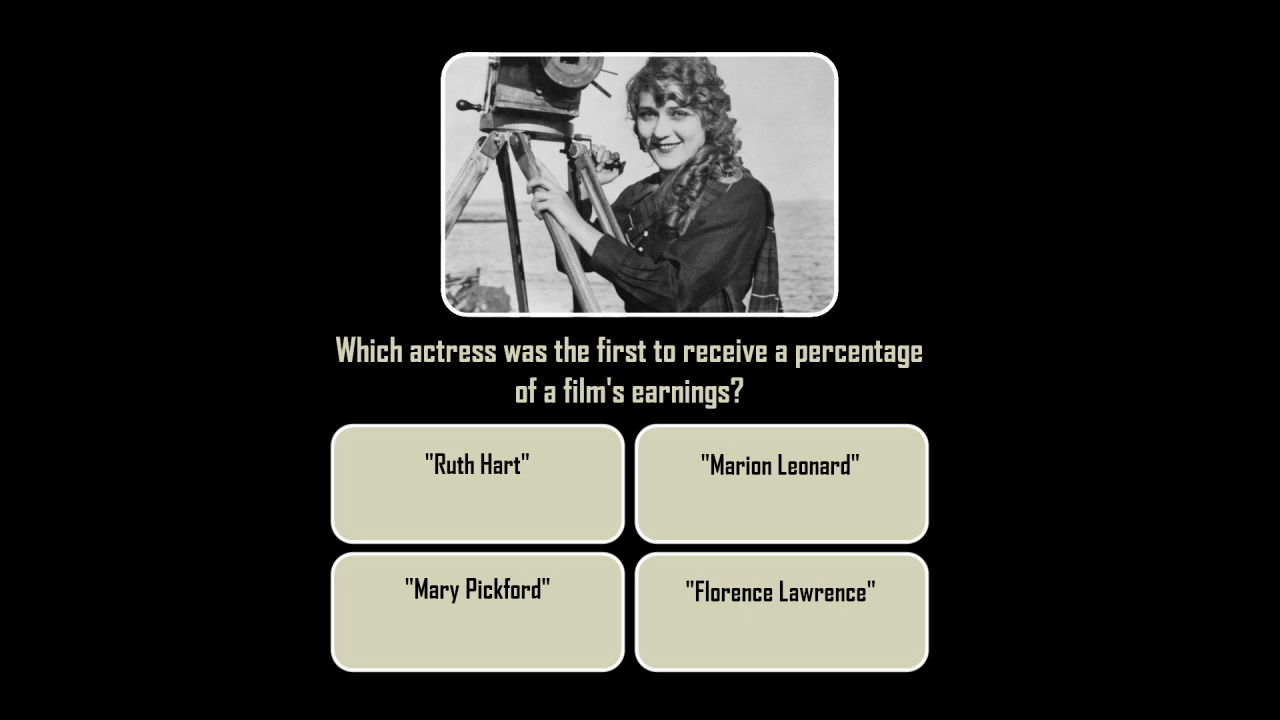 Which actress was the first to receive a percentage
of a film's earnings?
"Ruth Hart"
"Marion Leonard"
"Mary Pickford"
"Florence Lawrence"